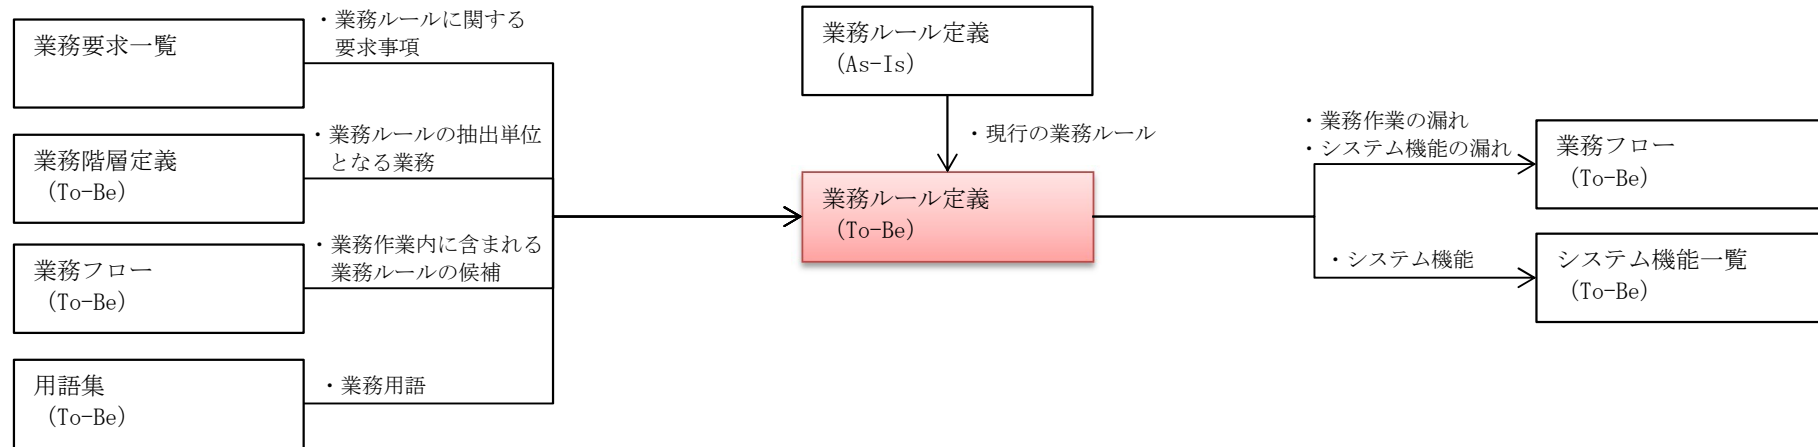 業務要求一覧
・業務ルールに関する
要求事項
業務階層定義
（To-Be）
・業務ルールの抽出単位
となる業務
業務フロー
（To-Be）
・業務作業内に含まれる
業務ルールの候補
用語集
（To-Be）
・業務用語
業務ルール定義
（As-Is）
・現行の業務ルール
業務ルール定義
（To-Be）
・業務作業の漏れ
・システム機能の漏れ
業務フロー
（To-Be）
・システム機能
システム機能一覧
（To-Be）